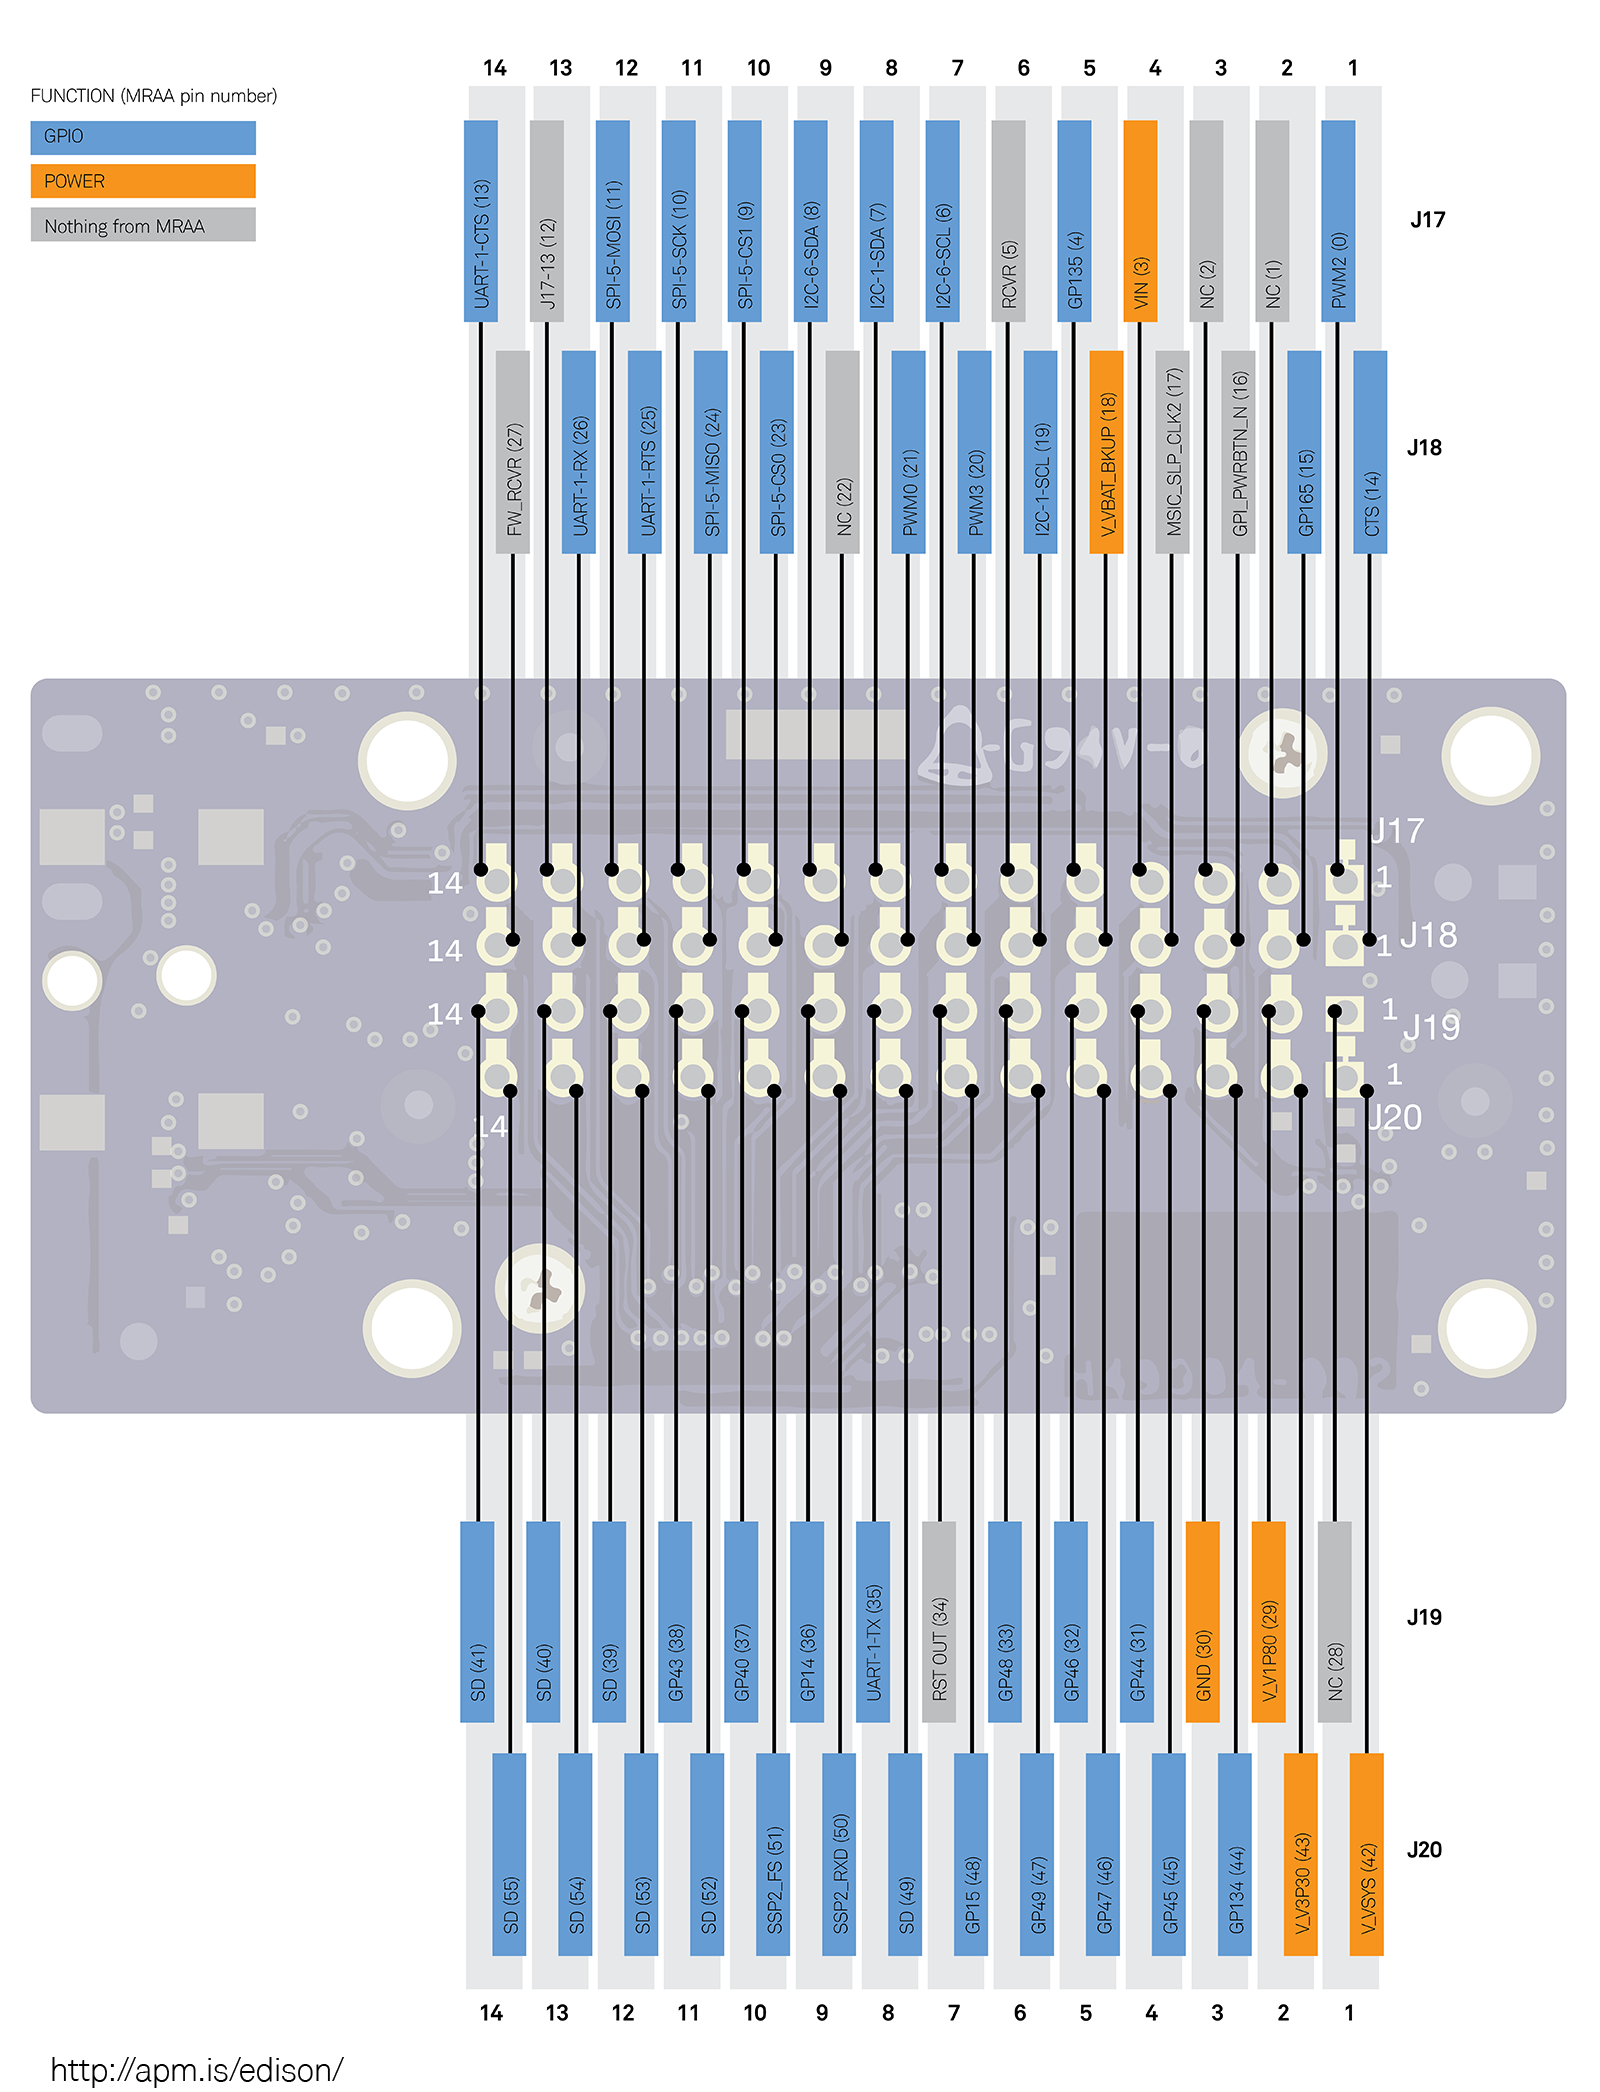 14 13 12 11 10 9 8 7 6 5 4 3 2 1
FUNCTION (MRAA pin number)
GPIO
POWER
Nothing from MRAA
UART-1-CTS (13)
J17-13 (12)
SPI-5-MOSI (11)
SPI-5-SCK (10)
SPI-5-CS1 (9)
I2C-6-SDA (8)
I2C-1-SDA (7)
I2C-6-SCL (6)
RCVR (5)
GP135 (4)
VIN (3)
NC (2)
NC (1)
PWM2 (0)
J17
FW_RCVR (27)
UART-1-RX (26)
UART-1-RTS (25)
SPI-5-MISO (24)
SPI-5-CS0 (23)
NC (22)
PWM0 (21)
PWM3 (20)
I2C-1-SCL (19)
V_VBAT_BKUP (18)
MSIC_SLP_CLK2 (17)
GPI_PWRBTN_N (16)
GP165 (15)
CTS (14)
J18
J17
14 1
J18
14 1
14 1
J19
1
14
J20
SD (41)
SD (40)
SD (39)
GP43 (38)
GP40 (37)
GP14 (36)
UART-1-TX (35)
RST OUT (34)
GP48 (33)
GP46 (32)
GP44 (31)
GND (30)
V_V1P80 (29)
NC (28)
J19
SD (55)
SD (54)
SD (53)
SD (52)
SSP2_FS (51)
SSP2_RXD (50)
SD (49)
GP15 (48)
GP49 (47)
GP47 (46)
GP45 (45)
GP134 (44)
V_V3P30 (43)
V_VSYS (42)
J20
14 13 12 11 10 9 8 7 6 5 4 3 2 1
http://apm.is/edison/